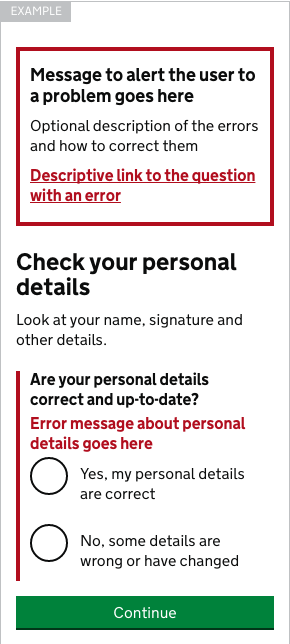 EXAMPLE
Message to alert the user to
a problem goes here
Optional description of the errors
and how to correct them
Descriptive link to the question
with an error
Check your personal
details
Look at your name, signature and
other details.
Are your personal details
correct and up-to-date?
Error message about personal
details goes here
Yes, my personal details
are correct
No, some details are
wrong or have changed
Continue